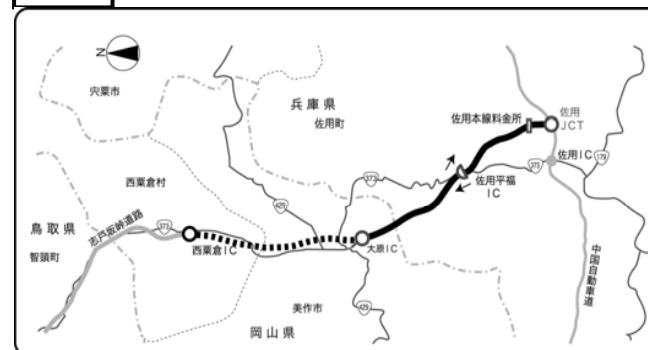 N
宍粟市
兵庫県
佐用町
佐用本線料金所
佐用
JCT
佐用IC
179
373
373
佐用平福
IC
西粟倉村
鳥取県
志戸坂峠道路
373
智頭町
西粟倉IC
429
大原IC
429
中国自動車道
美作市
岡山県